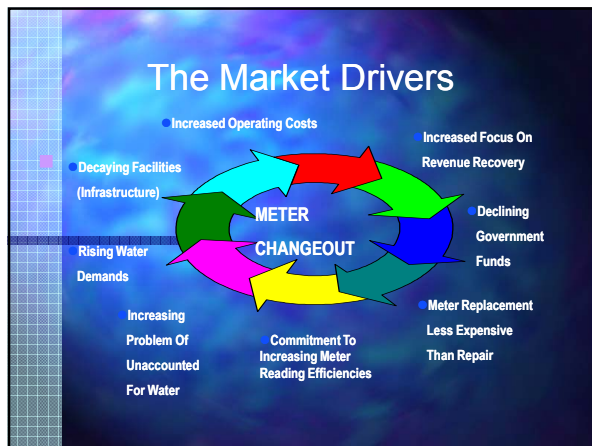 The Market Drivers
Increased Operating Costs
Increased Focus On
Revenue Recovery
Declining
Government
Funds
Meter Replacement
Less Expensive
Than Repair
Commitment To
Increasing Meter
Reading Efficiencies
Increasing
Problem Of
Unaccounted
For Water
Rising Water
Demands
Decaying Facilities
(Infrastructure)
METER
CHANGEOUT